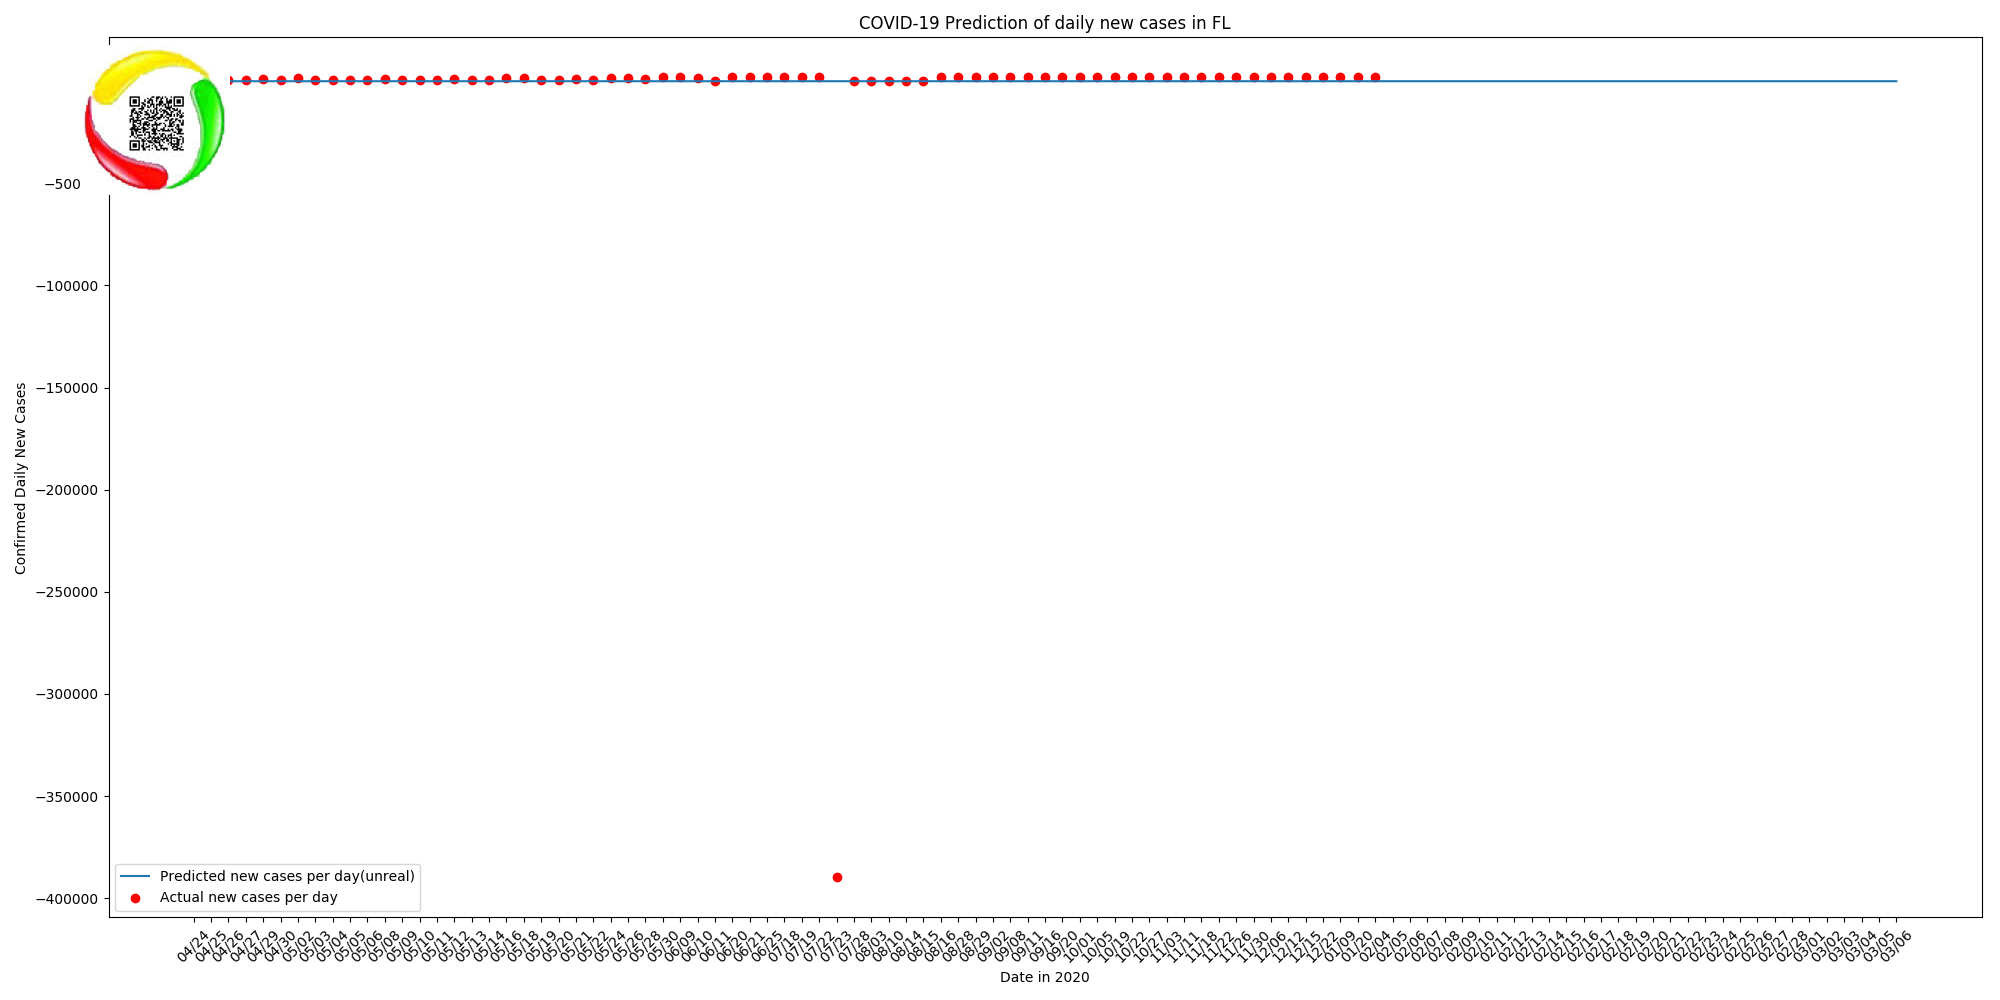 COVID-19 Prediction of daily new cases in FL
−500
−100000
−150000
−200000
−250000
−300000
−350000
−400000
Confirmed Daily New Cases
Predicted new cases per day(unreal)
Actual new cases per day
04/24 04/25 04/26 04/27 04/29 04/30 05/02 05/03 05/04 05/05 05/06 05/08 05/09 05/10 05/11 05/12 05/13 05/14 05/16 05/18 05/19 05/20 05/21 05/22 05/24 05/26 05/28 05/30 06/09 06/10 06/11 06/20 06/21 06/25 07/18 07/19 07/22 07/23 07/28 08/03 08/10 08/14 08/15 08/16 08/28 08/29 09/02 09/08 09/11 09/16 09/20 10/01 10/05 10/19 10/22 10/27 11/03 11/11 11/18 11/22 11/26 11/30 12/06 12/12 12/15 12/22 01/09 01/20 02/04 02/05 02/06 02/07 02/08 02/09 02/10 02/11 02/12 02/13 02/14 02/15 02/16 02/17 02/18 02/19 02/20 02/21 02/22 02/23 02/24 02/25 02/26 02/27 02/28 03/01 03/02 03/03 03/04 03/05 03/06
Date in 2020